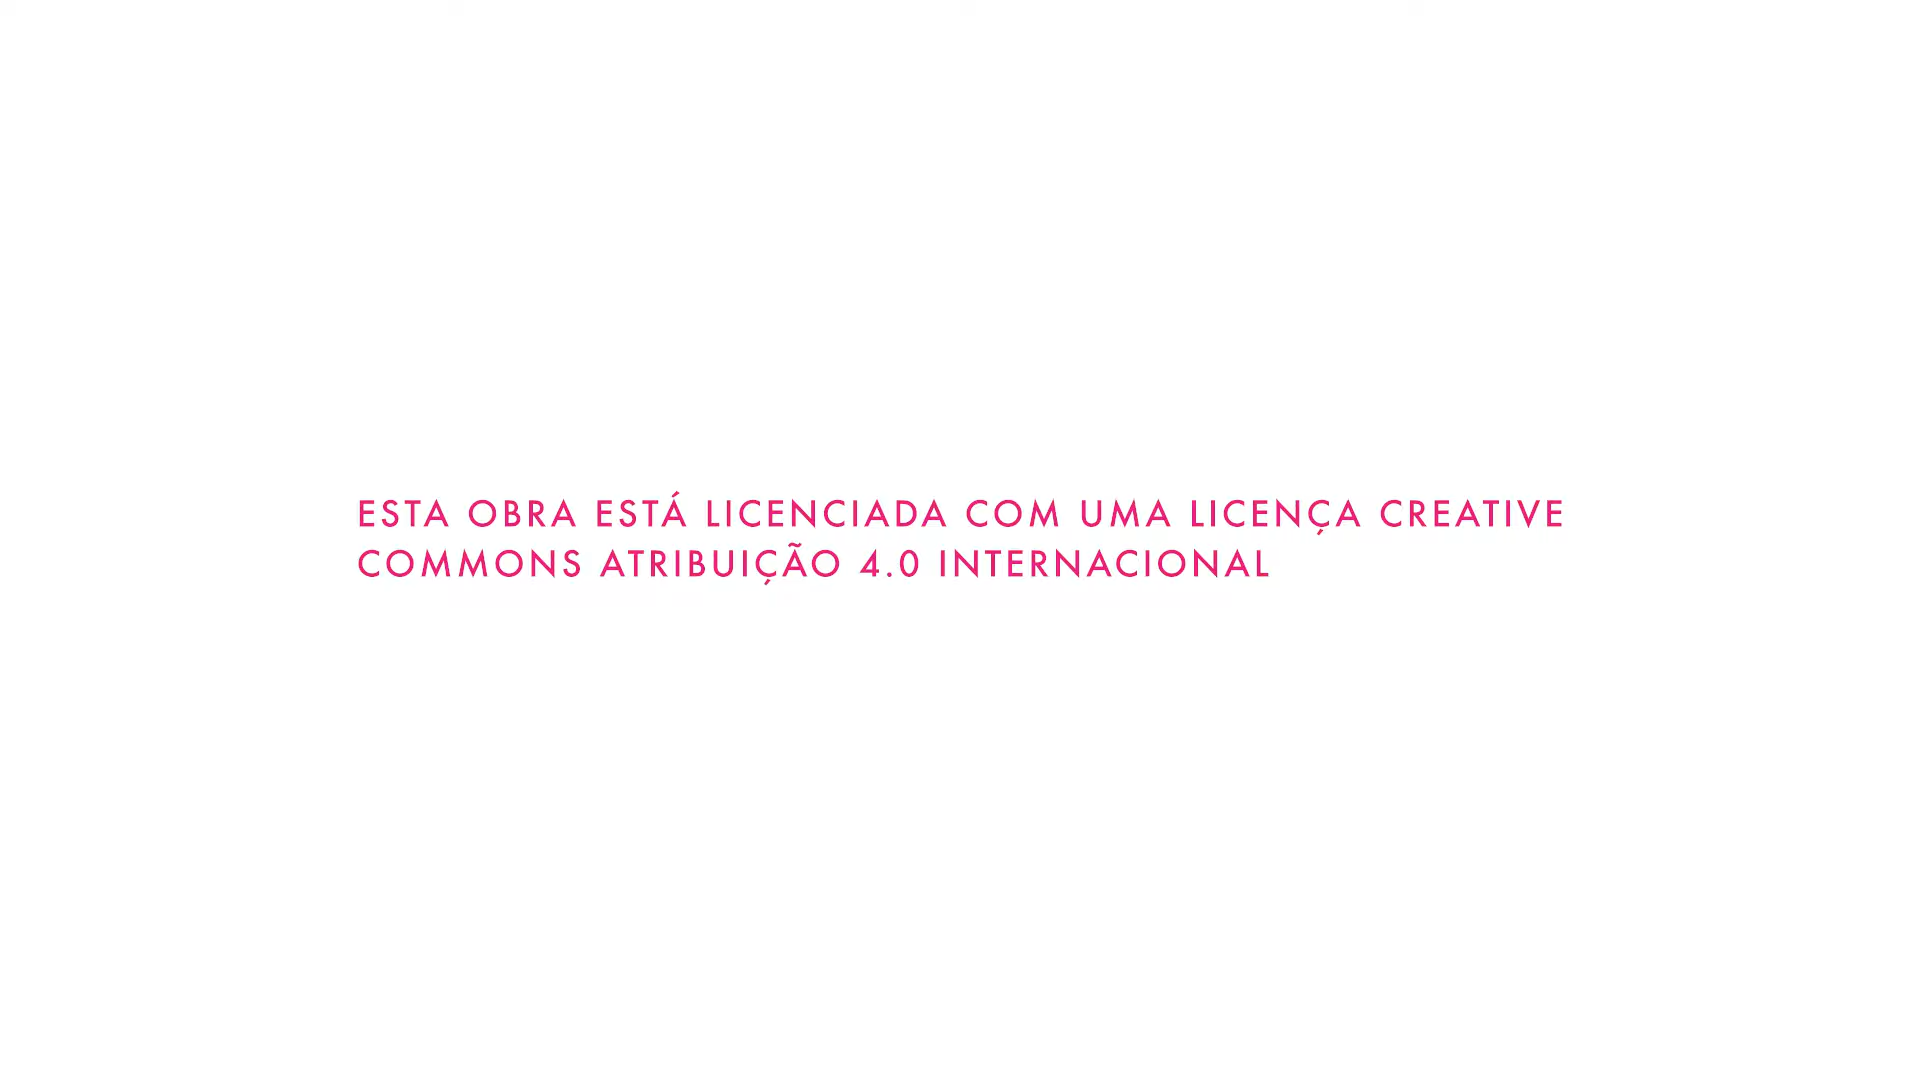 ESTA OBRA ESTÁ LICENCIADA COM UMA LICENÇA CREATIVE
COMMONS ATRIBUIÇÃO 4.0 INTERNACIONAL